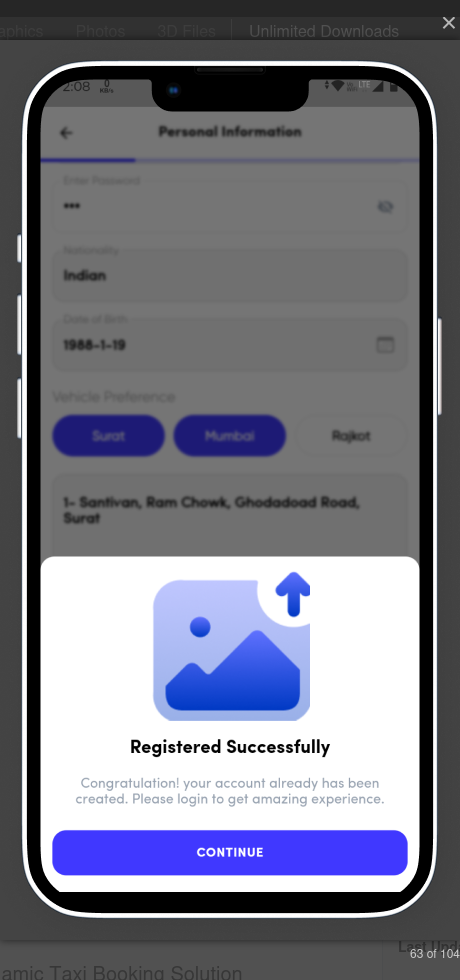 Photos
3D Files
Unlimited Downloads
×
2:08
0
KB/s
LTE
Personal Information
Enter Password
•••
Nationality
Indian
Date of Birth
1988-1-19
Vehicle Preference
Surat
Mumbai
Rajkot
1- Santivan, Ram Chowk, Ghodadoad Road,
Surat
Registered Successfully
Congratulation! your account already has been
created. Please login to get amazing experience.
CONTINUE
63 of 104
Taxi Booking Solution